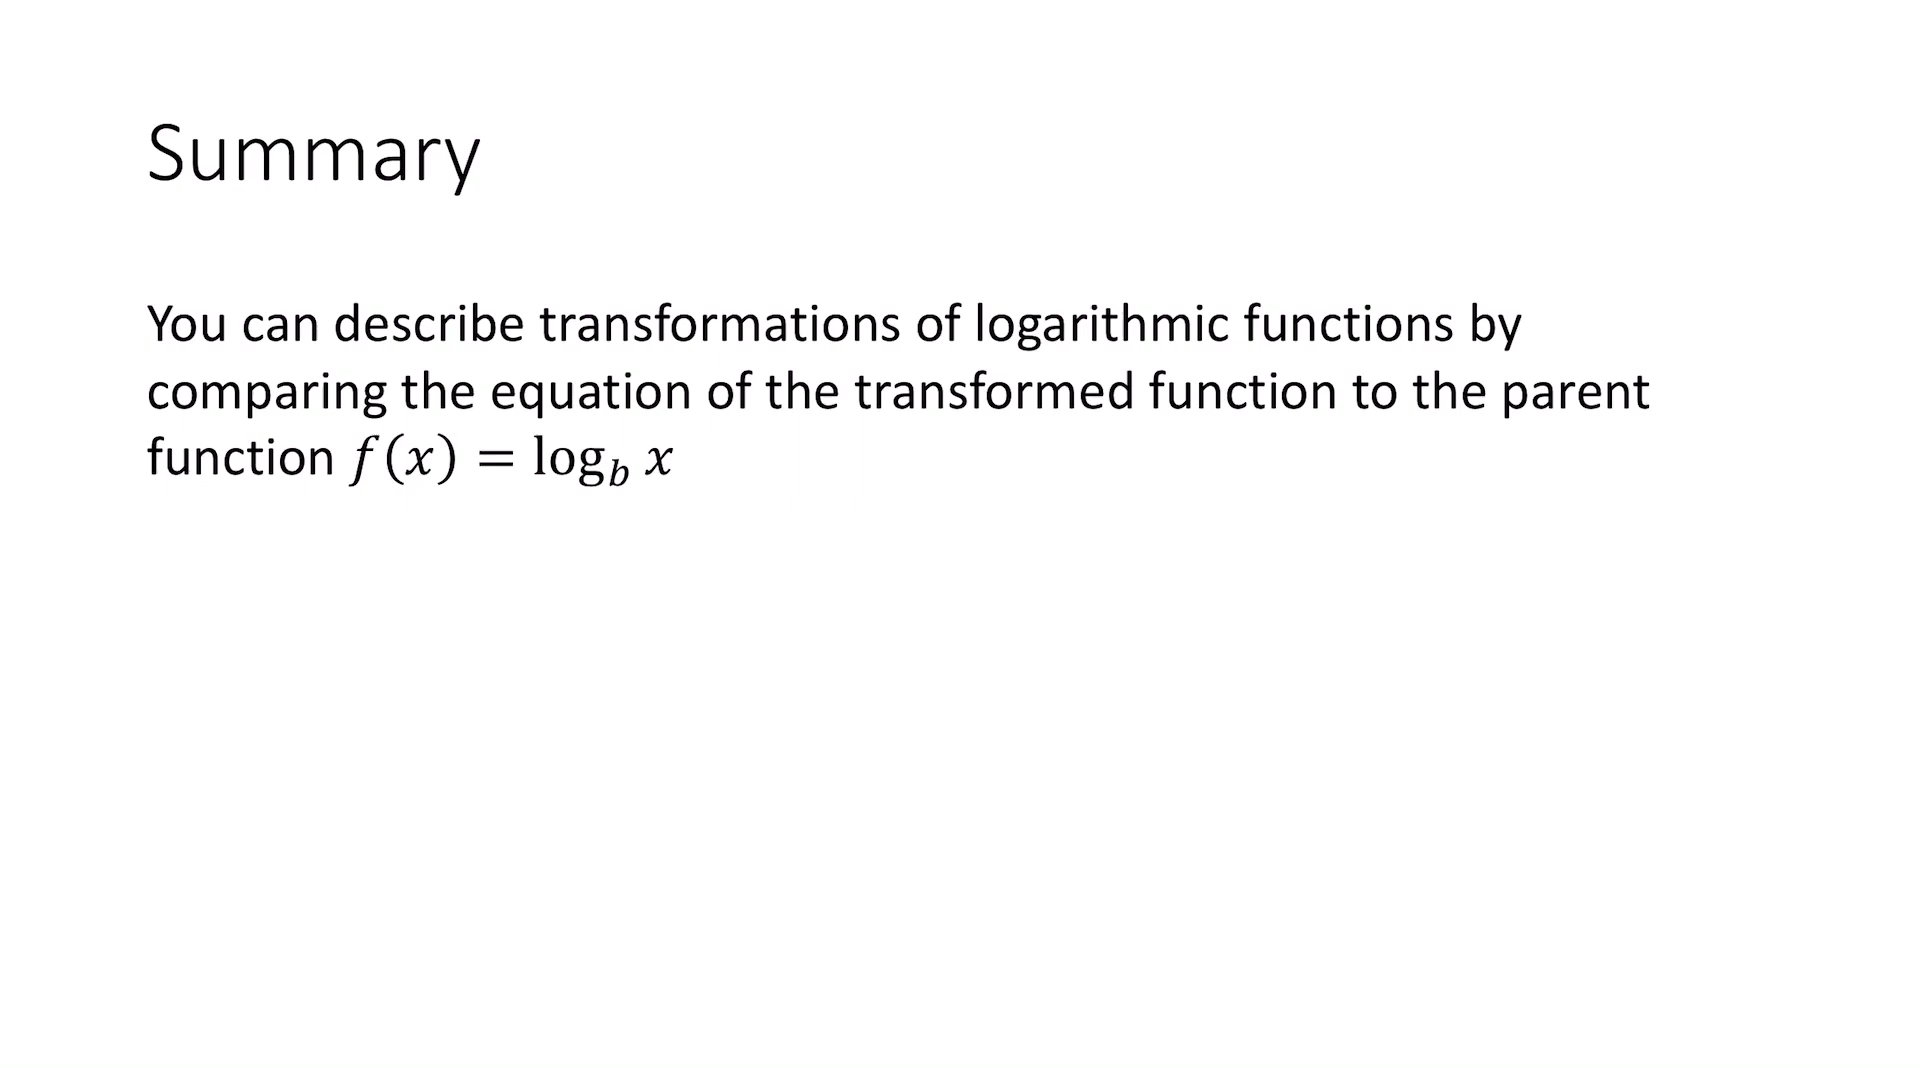 Summary
You can describe transformations of logarithmic functions by
comparing the equation of the transformed function to the parent
function f(x) = log_b x